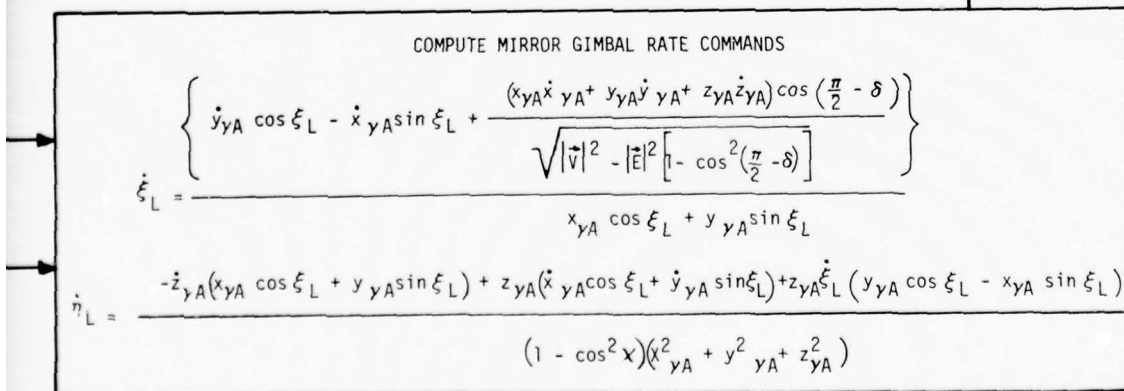 COMPUTE MIRROR GIMBAL RATE COMMANDS
ξ̇_L = { ẏ_γA cos ξ_L - ẋ_γA sin ξ_L + (x_γA ẋ_γA + y_γA ẏ_γA + z_γA ż_γA) cos (π/2 - δ) / √(|V⃗|² - |E⃗|² [1 - cos²(π/2 - δ)]) } / x_γA cos ξ_L + y_γA sin ξ_L
η̇_L = -ż_γA(x_γA cos ξ_L + y_γA sin ξ_L) + z_γA(ẋ_γA cos ξ_L + ẏ_γA sin ξ_L) + z_γA ξ̇_L (y_γA cos ξ_L - x_γA sin ξ_L) / (1 - cos² χ)(x²_γA + y²_γA + z²_γA)